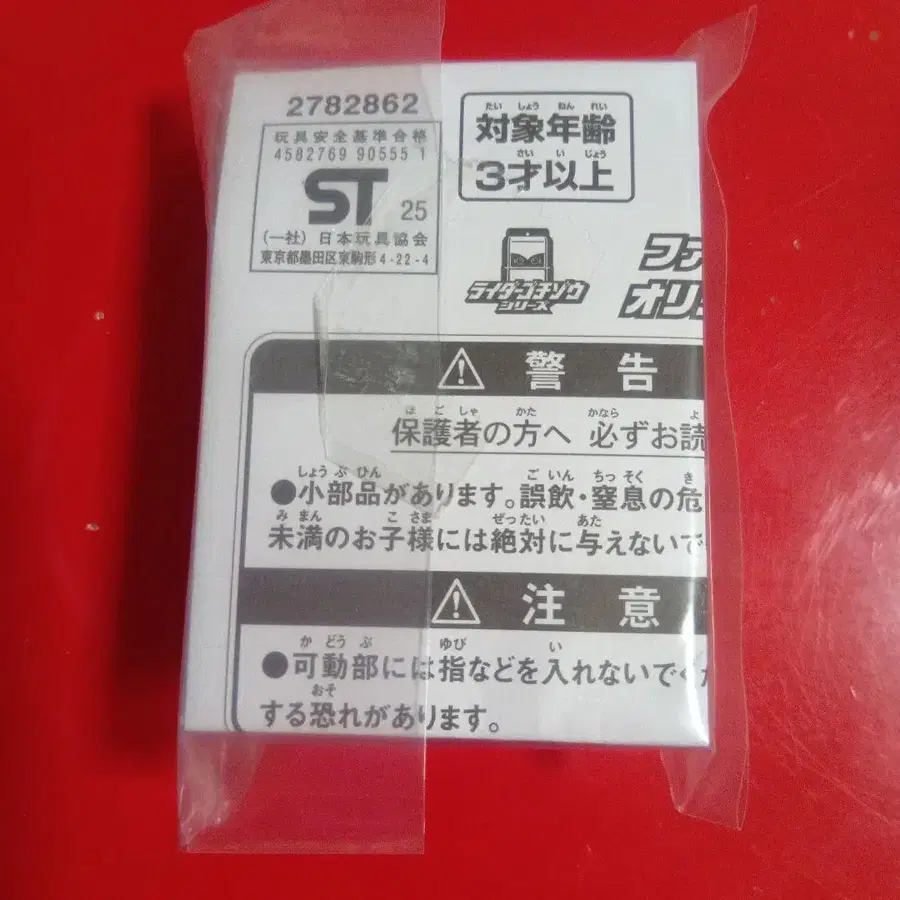 2782862
玩具安全基準合格
4582769 90555 1
ST 25
(一社) 日本玩具協会
東京都墨田区東駒形4-22-4
たいしょうねんれい
対象年齢
さいいじょう
3才以上
ライダーゴチゾウ
シリーズ
ファ
オリジ
警告
ほごしゃ かた かなら よ
保護者の方へ 必ずお読
しょうぶひん ごいん ちっそく き
●小部品があります。誤飲・窒息の危
みまん こさま ぜったい あた
未満のお子様には絶対に与えないで
注意
かどうぶ ゆび い
●可動部には指などを入れないでくだ
おそ
する恐れがあります。